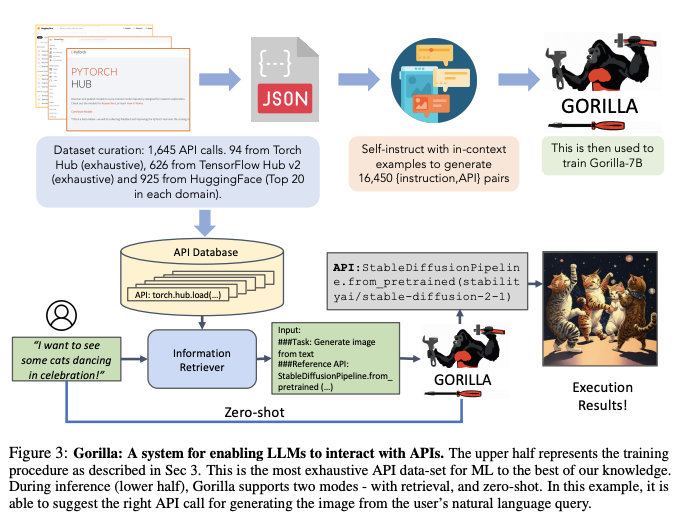 PYTORCH
HUB
{...}
JSON
GORILLA
Dataset curation: 1,645 API calls. 94 from Torch
Hub (exhaustive), 626 from TensorFlow Hub v2
(exhaustive) and 925 from HuggingFace (Top 20
in each domain).
Self-instruct with in-context
examples to generate
16,450 {instruction,API} pairs
This is then used to
train Gorilla-7B
API Database
API: torch.hub.load(...)
API:StableDiffusionPipelin
e.from_pretrained(stabilit
yai/stable-diffusion-2-1)
“I want to see
some cats dancing
in celebration!”
Information
Retriever
Input:
###Task: Generate image
from text
###Reference API:
StableDiffusionPipeline.from_
pretrained (...)
GORILLA
Execution
Results!
Zero-shot
Figure 3: Gorilla: A system for enabling LLMs to interact with APIs. The upper half represents the training
procedure as described in Sec 3. This is the most exhaustive API data-set for ML to the best of our knowledge.
During inference (lower half), Gorilla supports two modes - with retrieval, and zero-shot. In this example, it is
able to suggest the right API call for generating the image from the user’s natural language query.